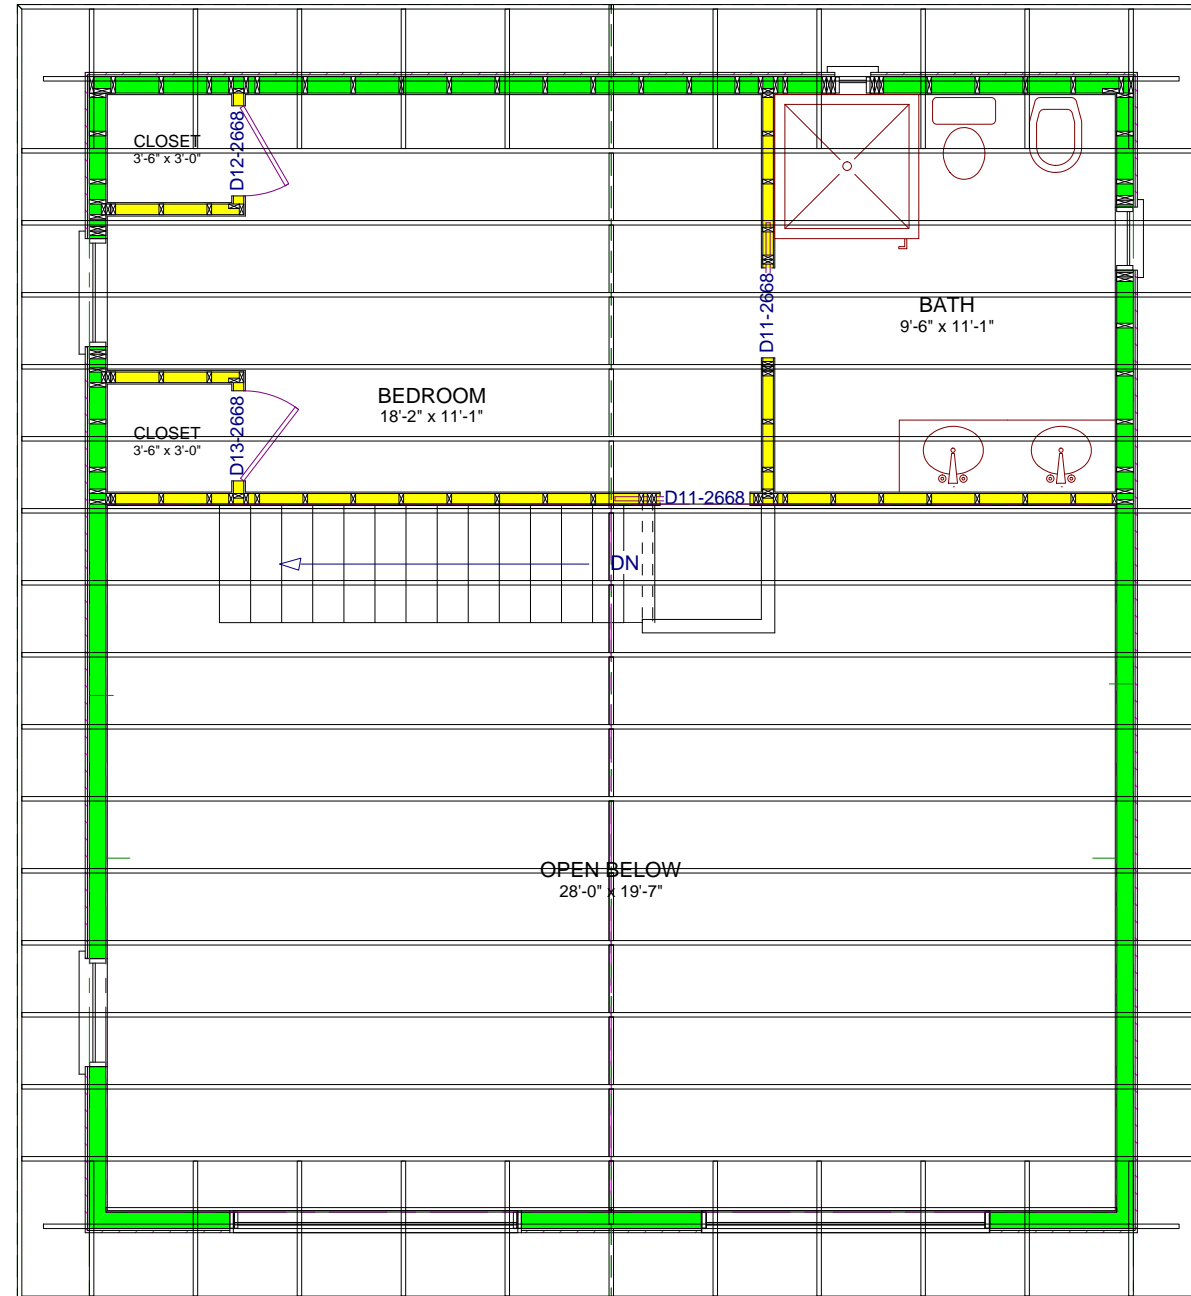 CLOSET
3'-6" x 3'-0"
D12-2668
D11-2668
BATH
9'-6" x 11'-1"
BEDROOM
18'-2" x 11'-1"
CLOSET
3'-6" x 3'-0"
D13-2668
D11-2668
DN
OPEN BELOW
28'-0" x 19'-7"